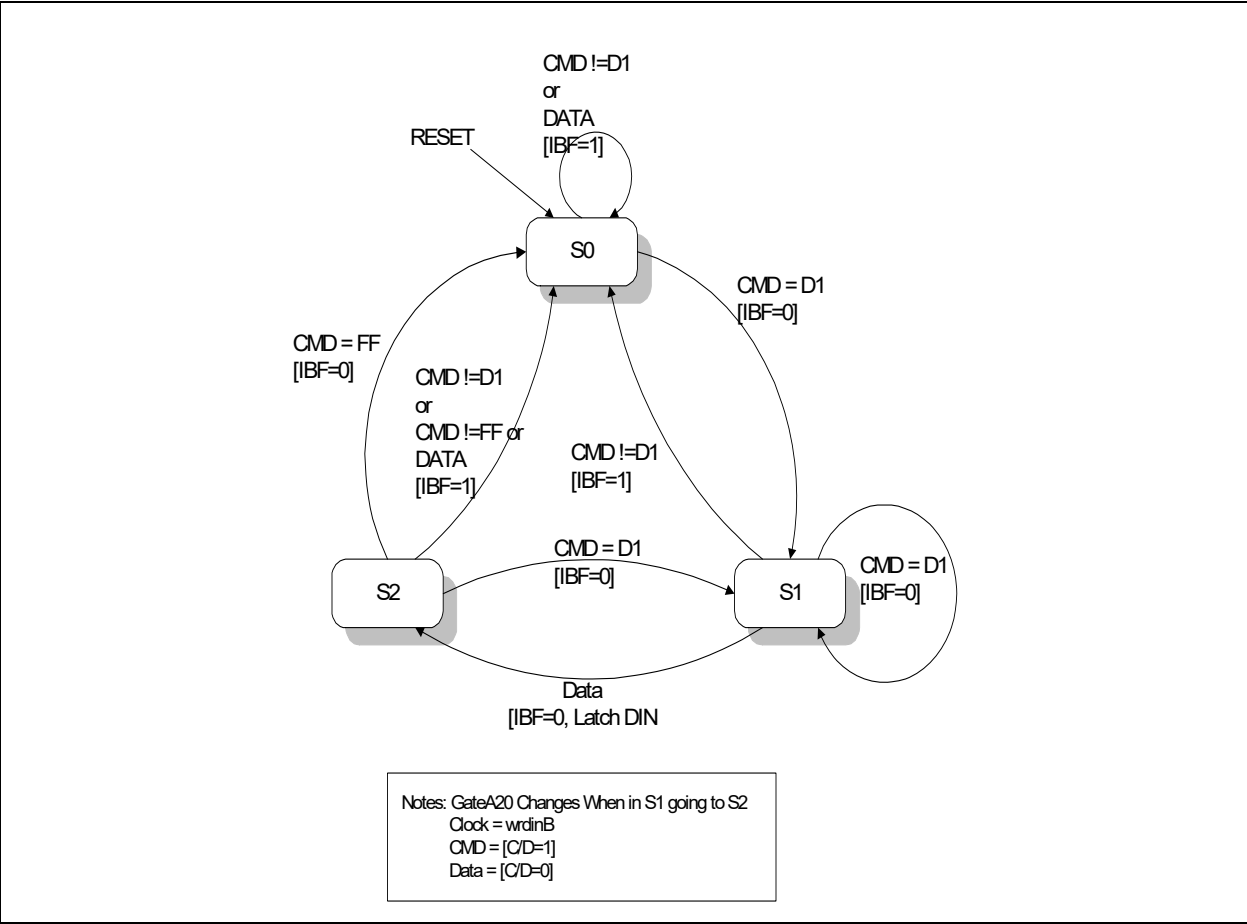 CMD !=D1
or
DATA
[IBF=1]
RESET
S0
CMD = D1
[IBF=0]
CMD = FF
[IBF=0]
CMD !=D1
or
CMD !=FF or
DATA
[IBF=1]
CMD !=D1
[IBF=1]
CMD = D1
[IBF=0]
CMD = D1
[IBF=0]
S2
S1
Data
[IBF=0, Latch DIN
Notes: GateA20 Changes When in S1 going to S2
Clock = wrdinB
CMD = [C/D=1]
Data = [C/D=0]